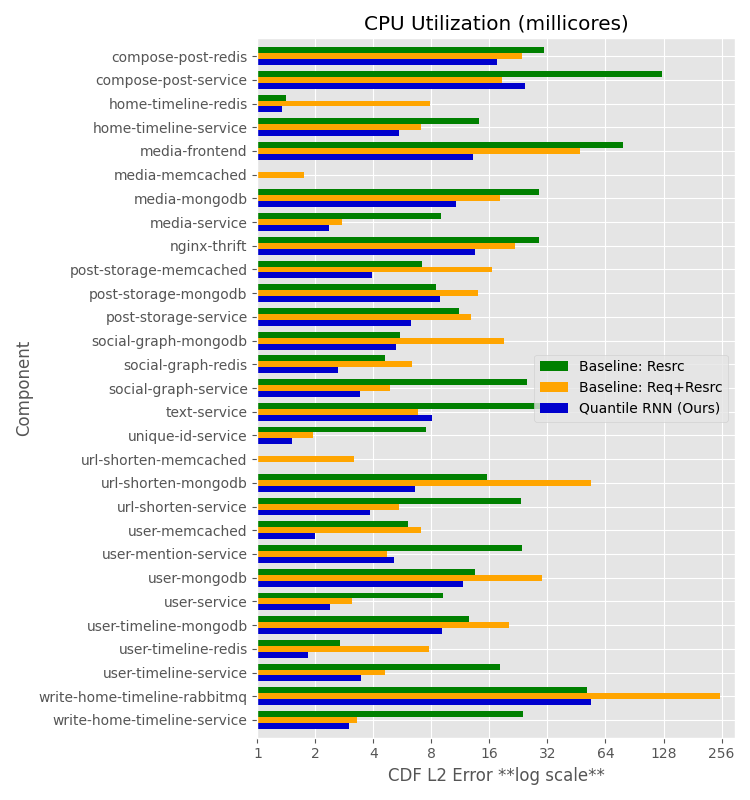 CPU Utilization (millicores)
compose-post-redis
compose-post-service
home-timeline-redis
home-timeline-service
media-frontend
media-memcached
media-mongodb
media-service
nginx-thrift
post-storage-memcached
post-storage-mongodb
post-storage-service
social-graph-mongodb
social-graph-redis
social-graph-service
text-service
unique-id-service
url-shorten-memcached
url-shorten-mongodb
url-shorten-service
user-memcached
user-mention-service
user-mongodb
user-service
user-timeline-mongodb
user-timeline-redis
user-timeline-service
write-home-timeline-rabbitmq
write-home-timeline-service
Component
Baseline: Resrc
Baseline: Req+Resrc
Quantile RNN (Ours)
1 2 4 8 16 32 64 128 256
CDF L2 Error **log scale**